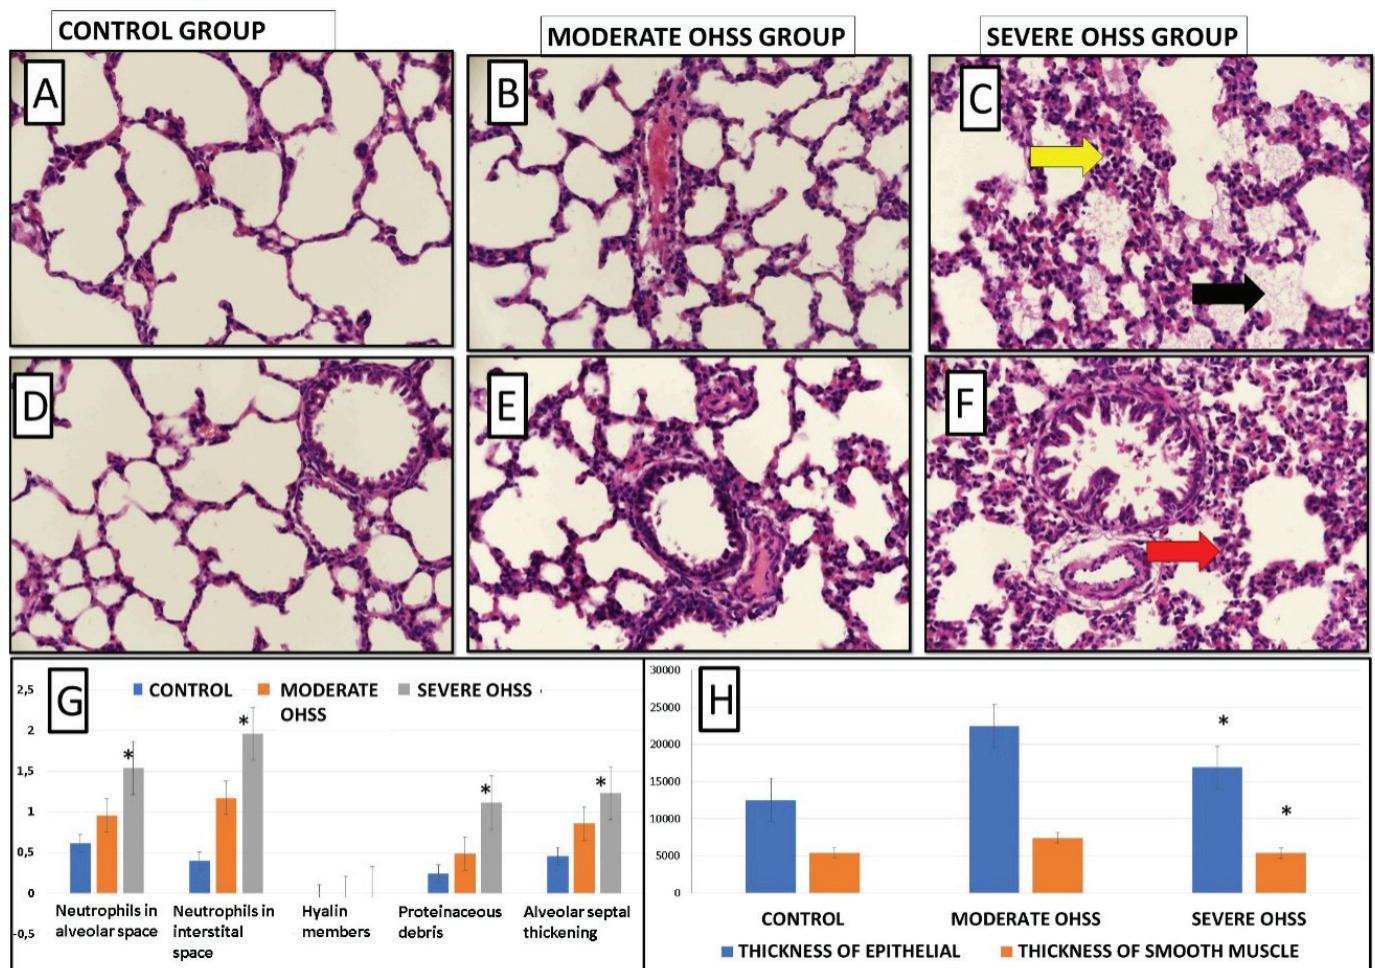 CONTROL GROUP
MODERATE OHSS GROUP
SEVERE OHSS GROUP
A
B
C
D
E
F
G
CONTROL
MODERATE
OHSS
SEVERE OHSS
2,5
2
1,5
1
0,5
0
-0,5
*
*
*
*
Neutrophils in
alveolar space
Neutrophils in
interstital
space
Hyalin
members
Proteinaceous
debris
Alveolar septal
thickening
H
30000
25000
20000
15000
10000
5000
0
*
*
CONTROL
MODERATE OHSS
SEVERE OHSS
THICKNESS OF EPITHELIAL
THICKNESS OF SMOOTH MUSCLE